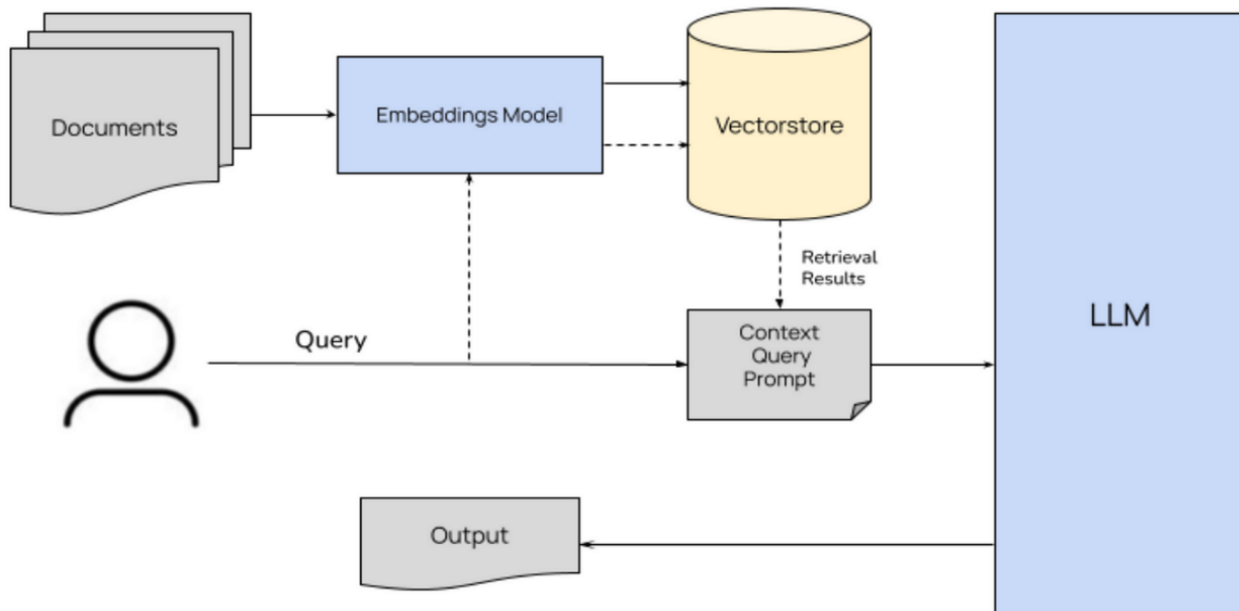 Documents
Embeddings Model
Vectorstore
Retrieval
Results
LLM
Query
Context
Query
Prompt
Output